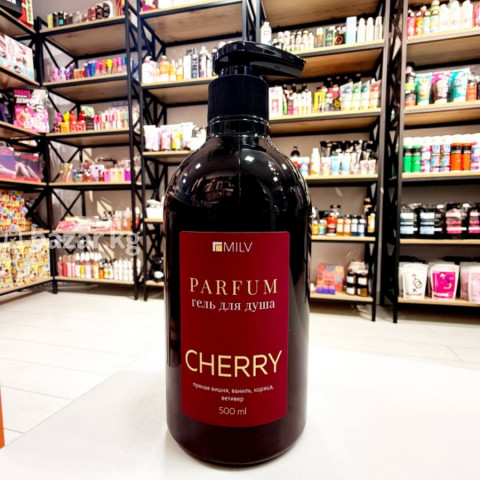 MILV
PARFUM
гель для душа
CHERRY
пряная вишня, ваниль, корица,
ветивер
500 ml
bazar.kg